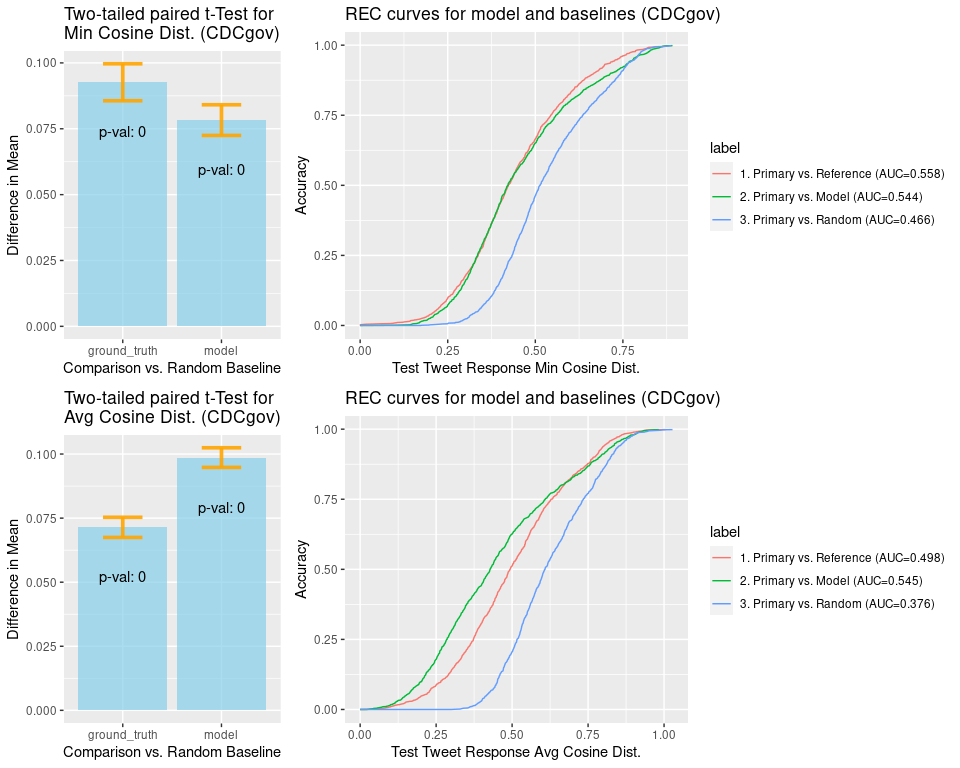 Two-tailed paired t-Test for
Min Cosine Dist. (CDCgov)
Difference in Mean
0.100
0.075
0.050
0.025
0.000
p-val: 0
p-val: 0
ground_truth
model
Comparison vs. Random Baseline
REC curves for model and baselines (CDCgov)
Accuracy
1.00
0.75
0.50
0.25
0.00
0.00
0.25
0.50
0.75
Test Tweet Response Min Cosine Dist.
label
1. Primary vs. Reference (AUC=0.558)
2. Primary vs. Model (AUC=0.544)
3. Primary vs. Random (AUC=0.466)
Two-tailed paired t-Test for
Avg Cosine Dist. (CDCgov)
Difference in Mean
0.100
0.075
0.050
0.025
0.000
p-val: 0
p-val: 0
ground_truth
model
Comparison vs. Random Baseline
REC curves for model and baselines (CDCgov)
Accuracy
1.00
0.75
0.50
0.25
0.00
0.00
0.25
0.50
0.75
1.00
Test Tweet Response Avg Cosine Dist.
label
1. Primary vs. Reference (AUC=0.498)
2. Primary vs. Model (AUC=0.545)
3. Primary vs. Random (AUC=0.376)